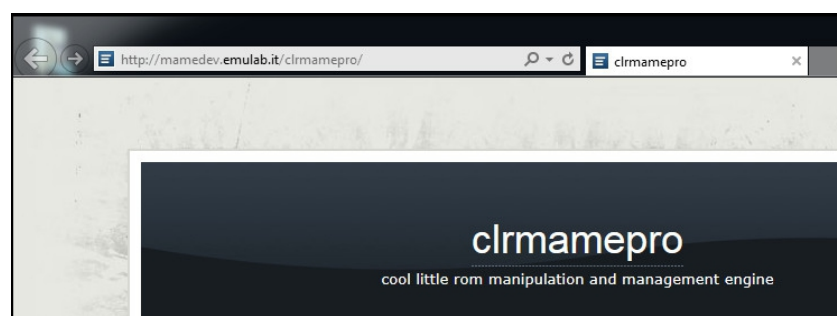 http://mamedev.emulab.it/clrmamepro/
clrmamepro
clrmamepro
cool little rom manipulation and management engine